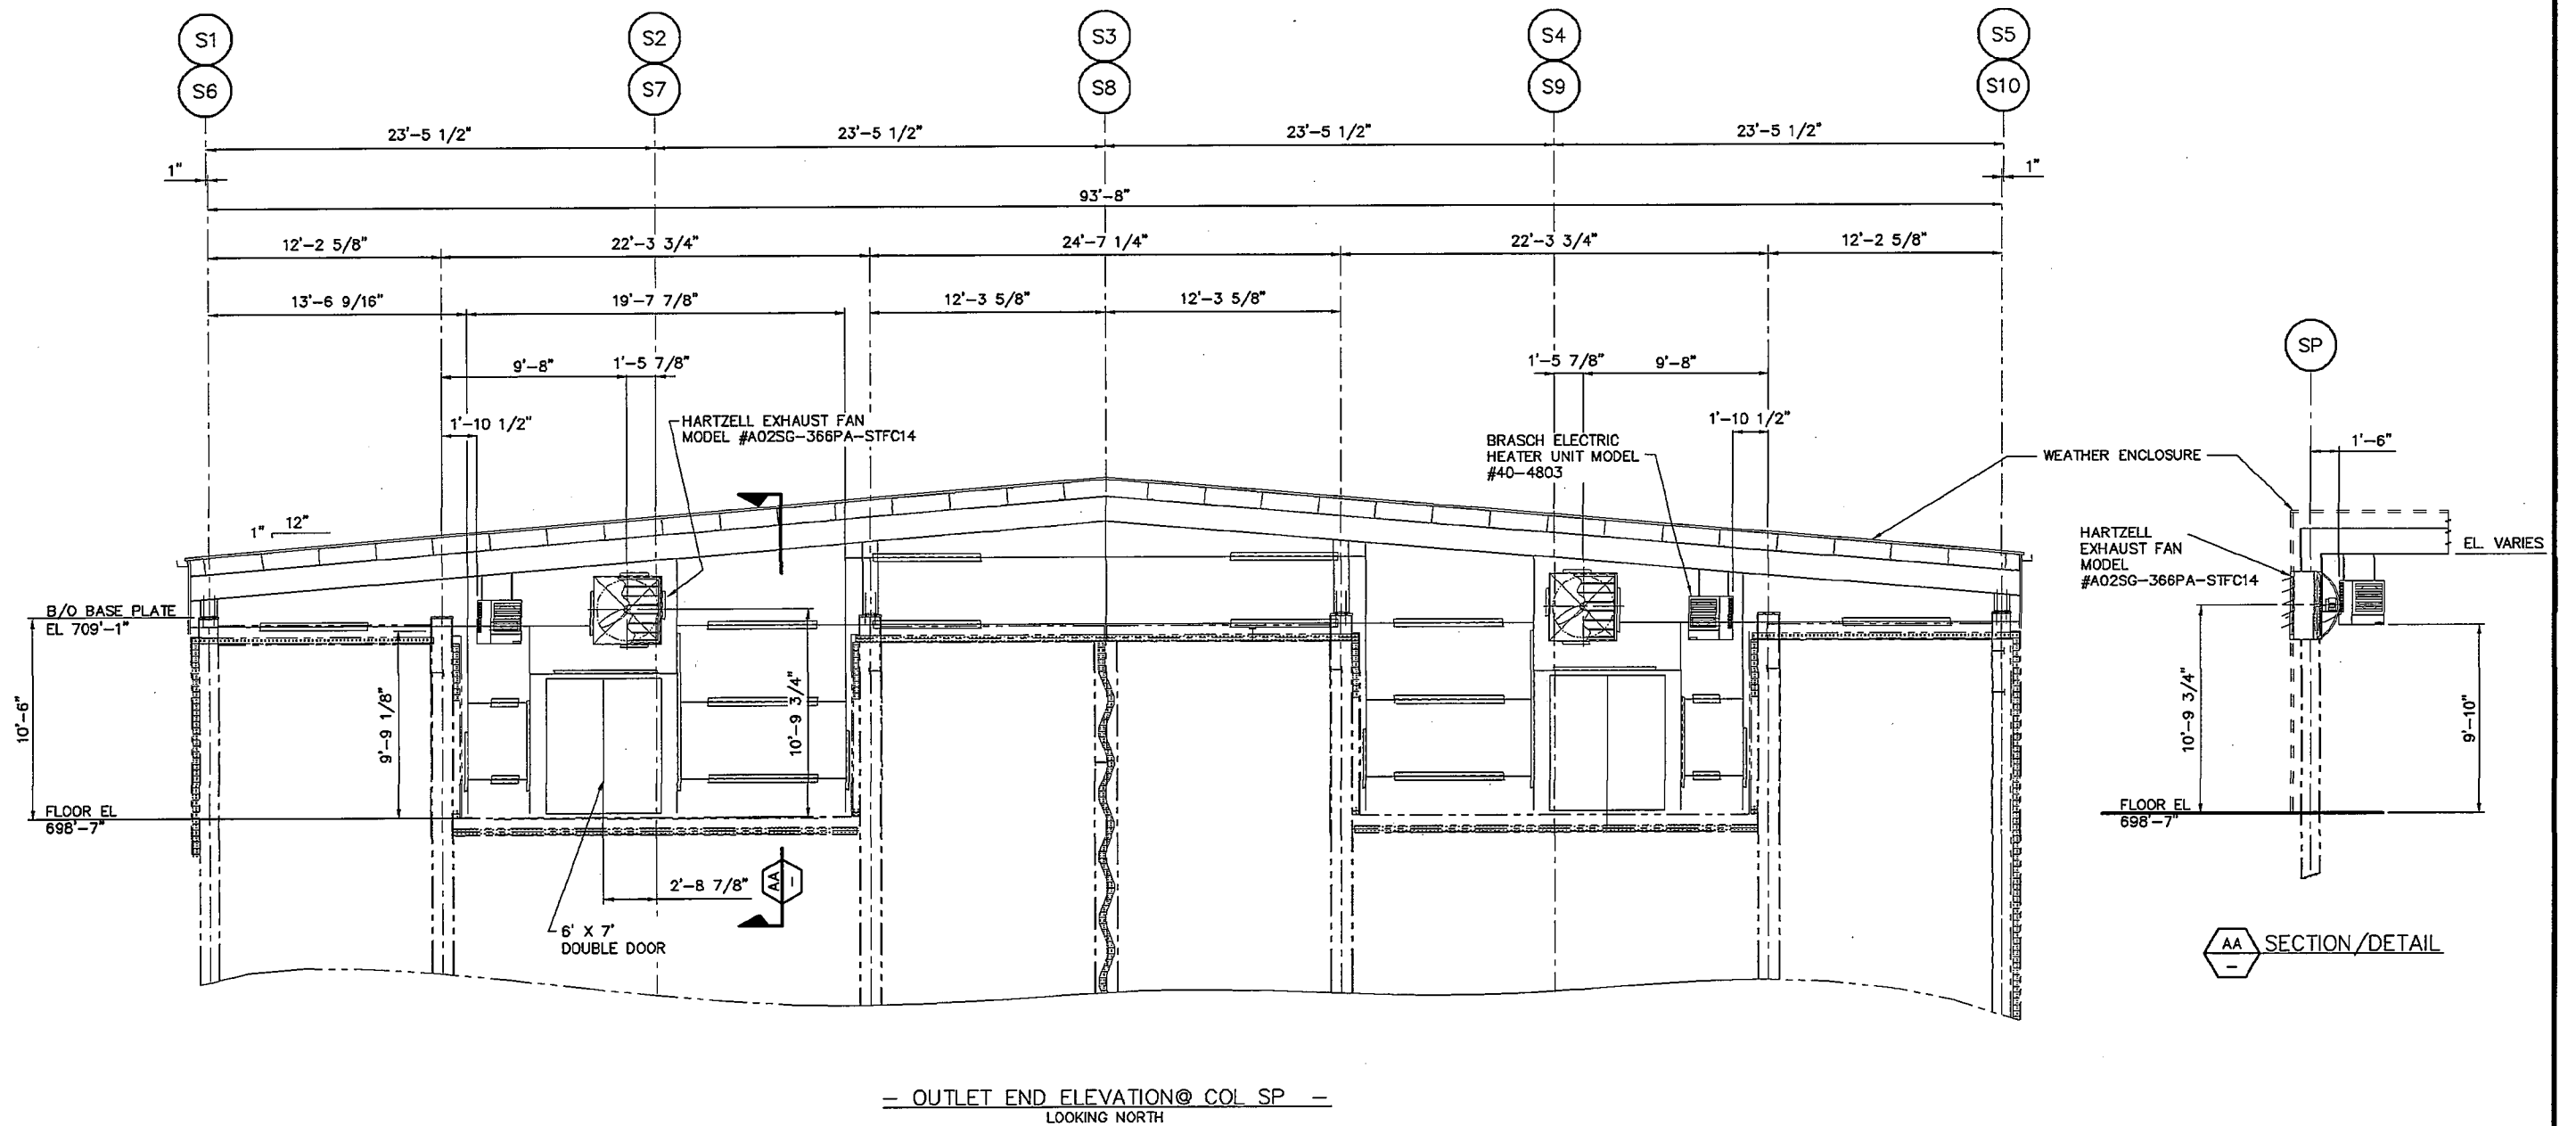 S1 S2 S3 S4 S5
S6 S7 S8 S9 S10
23'-5 1/2" 23'-5 1/2" 23'-5 1/2" 23'-5 1/2"
1" 1"
93'-8"
12'-2 5/8" 22'-3 3/4" 24'-7 1/4" 22'-3 3/4" 12'-2 5/8"
13'-6 9/16" 19'-7 7/8" 12'-3 5/8" 12'-3 5/8"
SP
9'-8" 1'-5 7/8" 1'-5 7/8" 9'-8"
1'-10 1/2" 1'-10 1/2"
HARTZELL EXHAUST FAN
MODEL #A02SG-366PA-STFC14
BRASCH ELECTRIC
HEATER UNIT MODEL
#40-4803
WEATHER ENCLOSURE
1'-6"
1" 12"
HARTZELL
EXHAUST FAN
MODEL
#A02SG-366PA-STFC14
EL VARIES
B/O BASE PLATE
EL 709'-1"
10'-6"
9'-9 1/8"
10'-9 3/4"
10'-9 3/4"
9'-10"
FLOOR EL
698'-7"
FLOOR EL
698'-7"
2'-8 7/8"
AA
-
6' X 7'
DOUBLE DOOR
AA
-
SECTION/DETAIL
- OUTLET END ELEVATION@ COL SP -
LOOKING NORTH